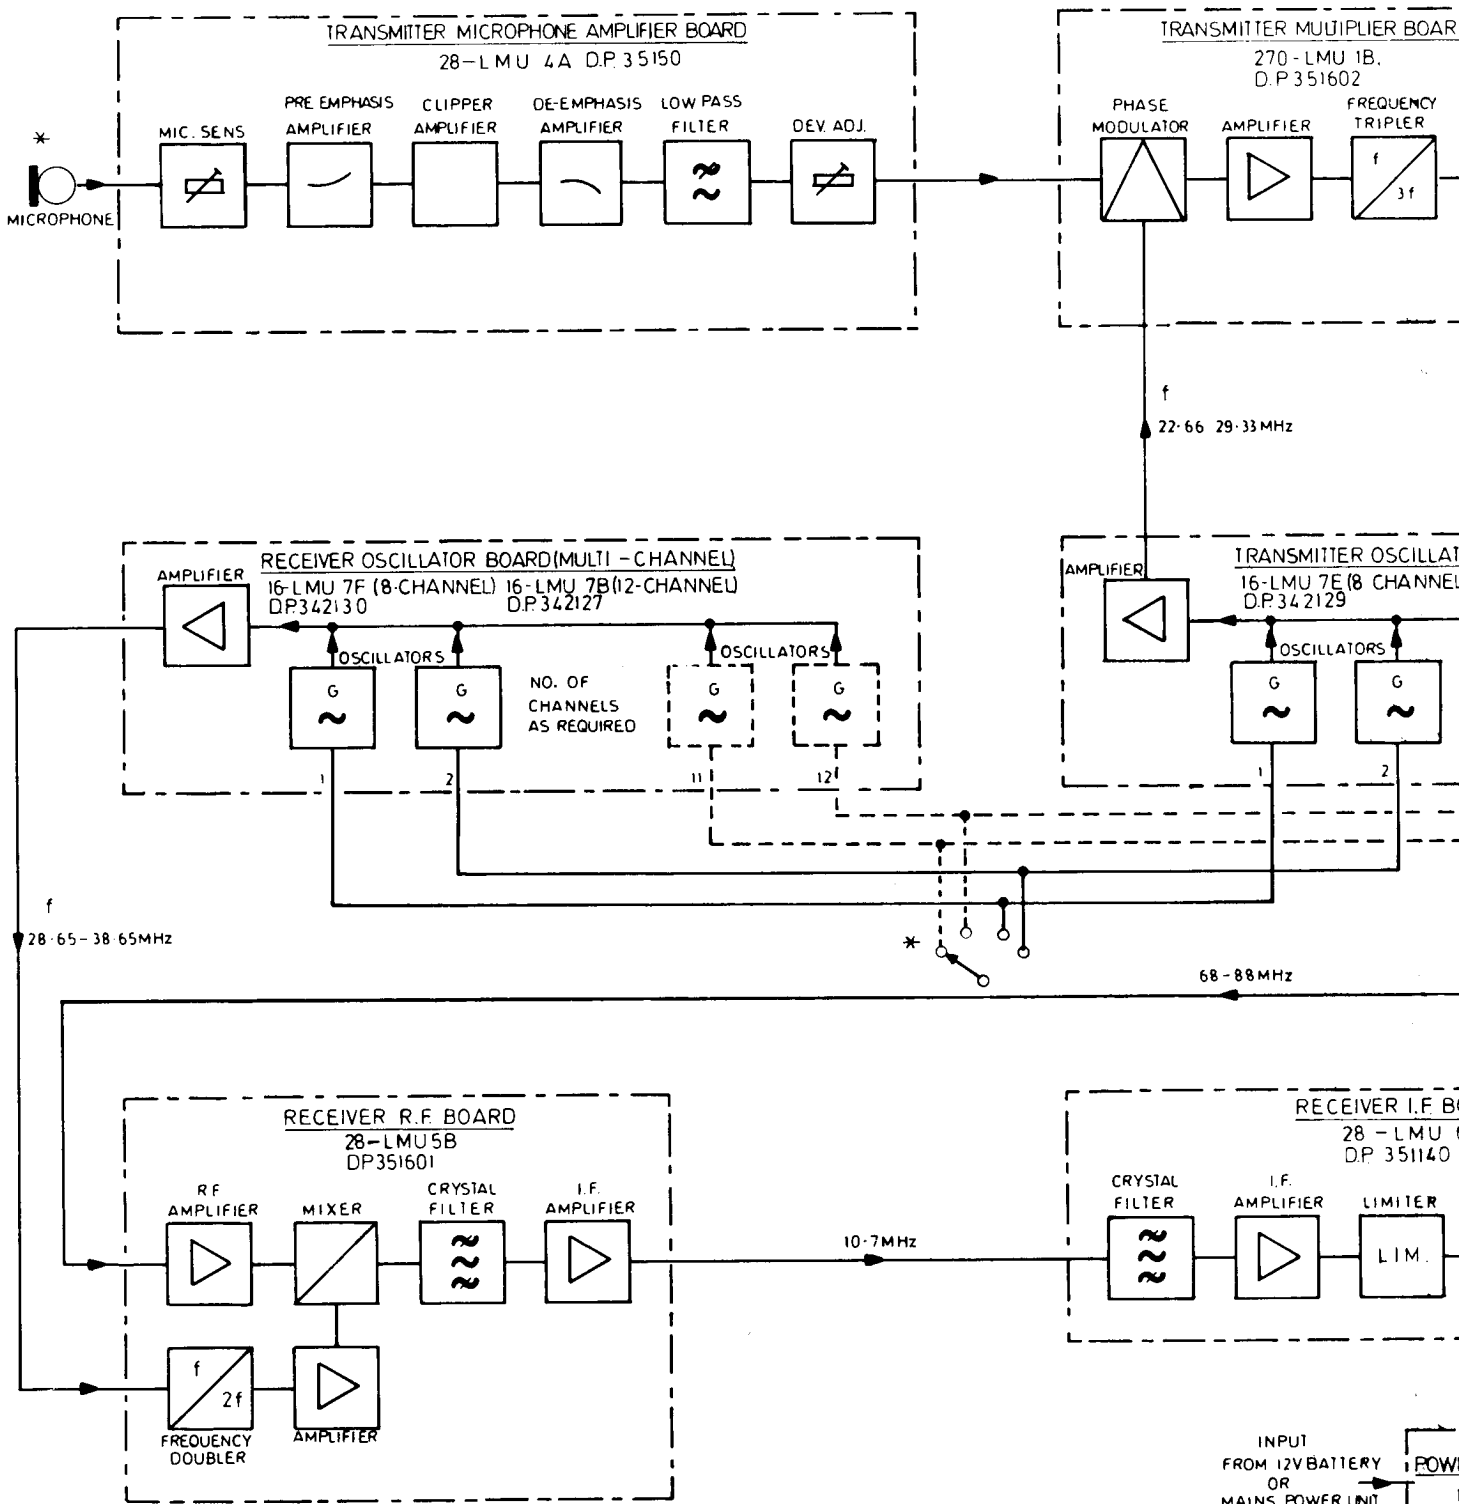 TRANSMITTER MICROPHONE AMPLIFIER BOARD
28-LMU 4A D.P. 35150
PRE EMPHASIS
AMPLIFIER
CLIPPER
AMPLIFIER
DE-EMPHASIS
AMPLIFIER
LOW PASS
FILTER
MIC. SENS
DEV. ADJ.
*
MICROPHONE
TRANSMITTER MULTIPLIER BOAR
270-LMU 1B.
D.P 351602
PHASE
MODULATOR
AMPLIFIER
FREQUENCY
TRIPLER
f
3f
f
22·66 29·33MHz
RECEIVER OSCILLATOR BOARD(MULTI-CHANNEL)
16-LMU 7F (8-CHANNEL) 16-LMU 7B(12-CHANNEL)
D.P.342130 D.P.342127
AMPLIFIER
OSCILLATORS
OSCILLATORS
G
G
G
G
NO. OF
CHANNELS
AS REQUIRED
1
2
11
12
TRANSMITTER OSCILLAT
16-LMU 7E(8 CHANNEL
D.P.342129
AMPLIFIER
OSCILLATORS
G
G
1
2
f
28·65-38·65MHz
*
68-88MHz
RECEIVER R.F. BOARD
28-LMU5B
DP351601
R F
AMPLIFIER
MIXER
CRYSTAL
FILTER
I.F.
AMPLIFIER
f
2f
FREQUENCY
DOUBLER
AMPLIFIER
10·7MHz
RECEIVER I.F. BO
28-LMU
D.P. 351140
CRYSTAL
FILTER
I.F.
AMPLIFIER
LIMITER
LIM.
INPUT
FROM 12V BATTERY
OR
MAINS POWER UNIT
POWE